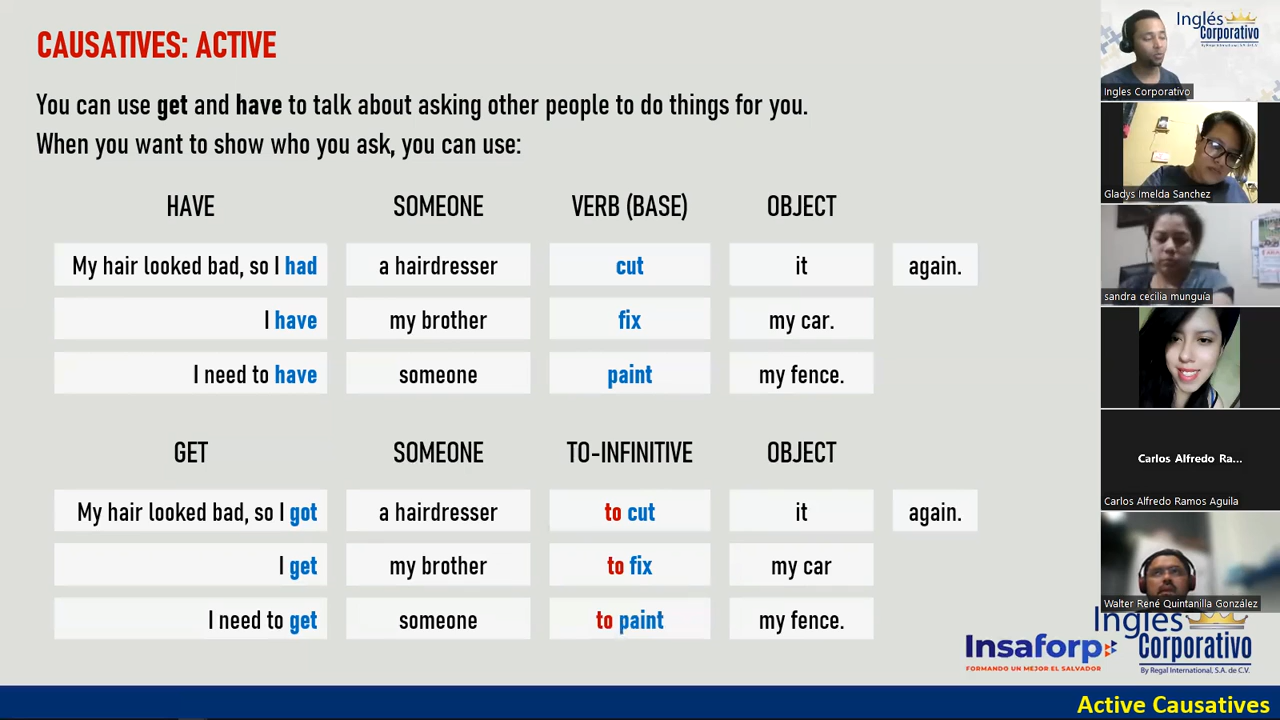 CAUSATIVES: ACTIVE
You can use get and have to talk about asking other people to do things for you.
When you want to show who you ask, you can use:
HAVE SOMEONE VERB (BASE) OBJECT
My hair looked bad, so I had a hairdresser cut it again.
I have my brother fix my car.
I need to have someone paint my fence.
GET SOMEONE TO-INFINITIVE OBJECT
My hair looked bad, so I got a hairdresser to cut it again.
I get my brother to fix my car
I need to get someone to paint my fence.
Insaforp
FORMANDO UN MEJOR EL SALVADOR
Inglés
Corporativo
By Regal International, S.A. de C.V.
Active Causatives
Inglés
Corporativo
By Regal International, S.A. de C.V.
Ingles Corporativo
Gladys Imelda Sanchez
sandra cecilia munguía
Carlos Alfredo Ra...
Carlos Alfredo Ramos Aguila
Walter René Quintanilla González